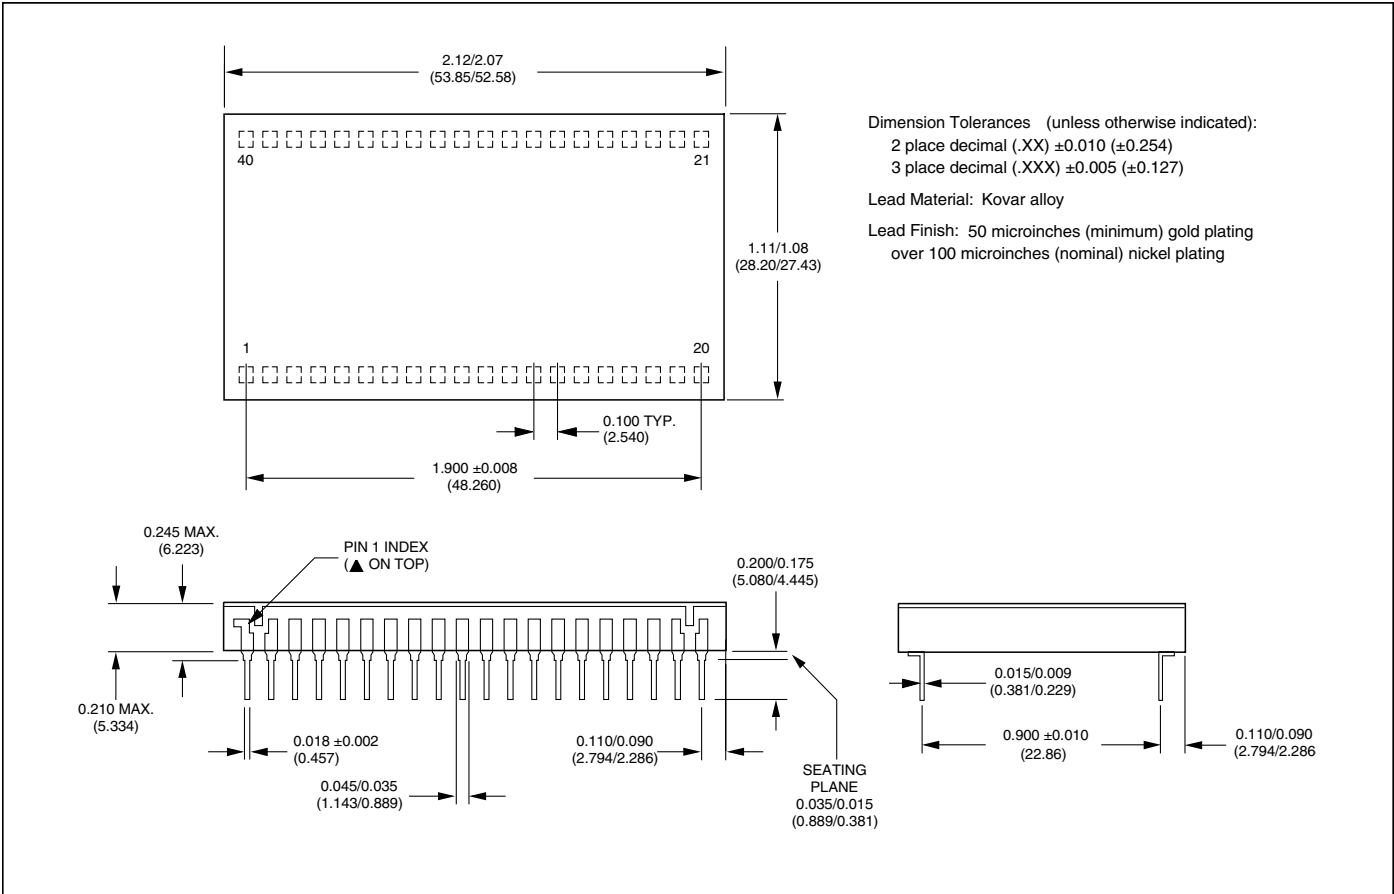 2.12/2.07
(53.85/52.58)
40
21
1.11/1.08
(28.20/27.43)
1
20
0.100 TYP.
(2.540)
1.900 ±0.008
(48.260)
Dimension Tolerances (unless otherwise indicated):
2 place decimal (.XX) ±0.010 (±0.254)
3 place decimal (.XXX) ±0.005 (±0.127)
Lead Material: Kovar alloy
Lead Finish: 50 microinches (minimum) gold plating
over 100 microinches (nominal) nickel plating
0.245 MAX.
(6.223)
PIN 1 INDEX
(▲ ON TOP)
0.200/0.175
(5.080/4.445)
0.210 MAX.
(5.334)
0.018 ±0.002
(0.457)
0.045/0.035
(1.143/0.889)
0.110/0.090
(2.794/2.286)
SEATING
PLANE
0.035/0.015
(0.889/0.381)
0.015/0.009
(0.381/0.229)
0.900 ±0.010
(22.86)
0.110/0.090
(2.794/2.286